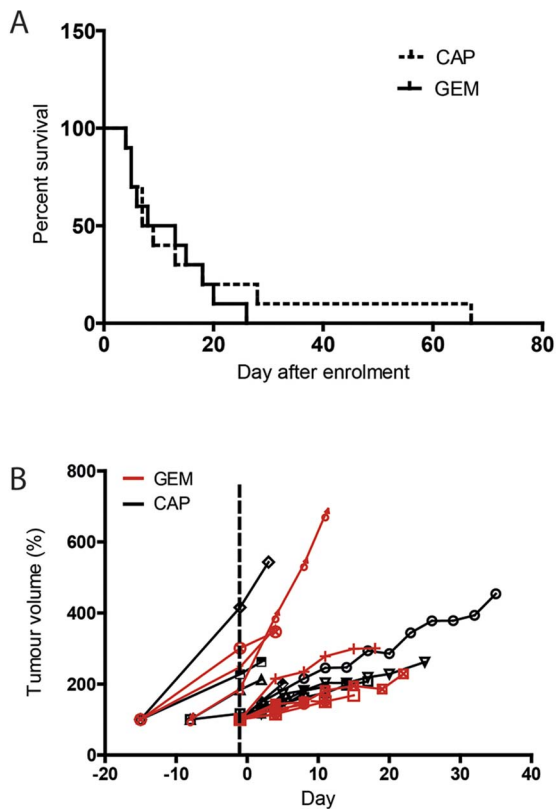 A
150
100
50
0
Percent survival
CAP
GEM
0 20 40 60 80
Day after enrolment
B
800
600
400
200
0
Tumour volume (%)
GEM
CAP
-20 -10 0 10 20 30 40
Day